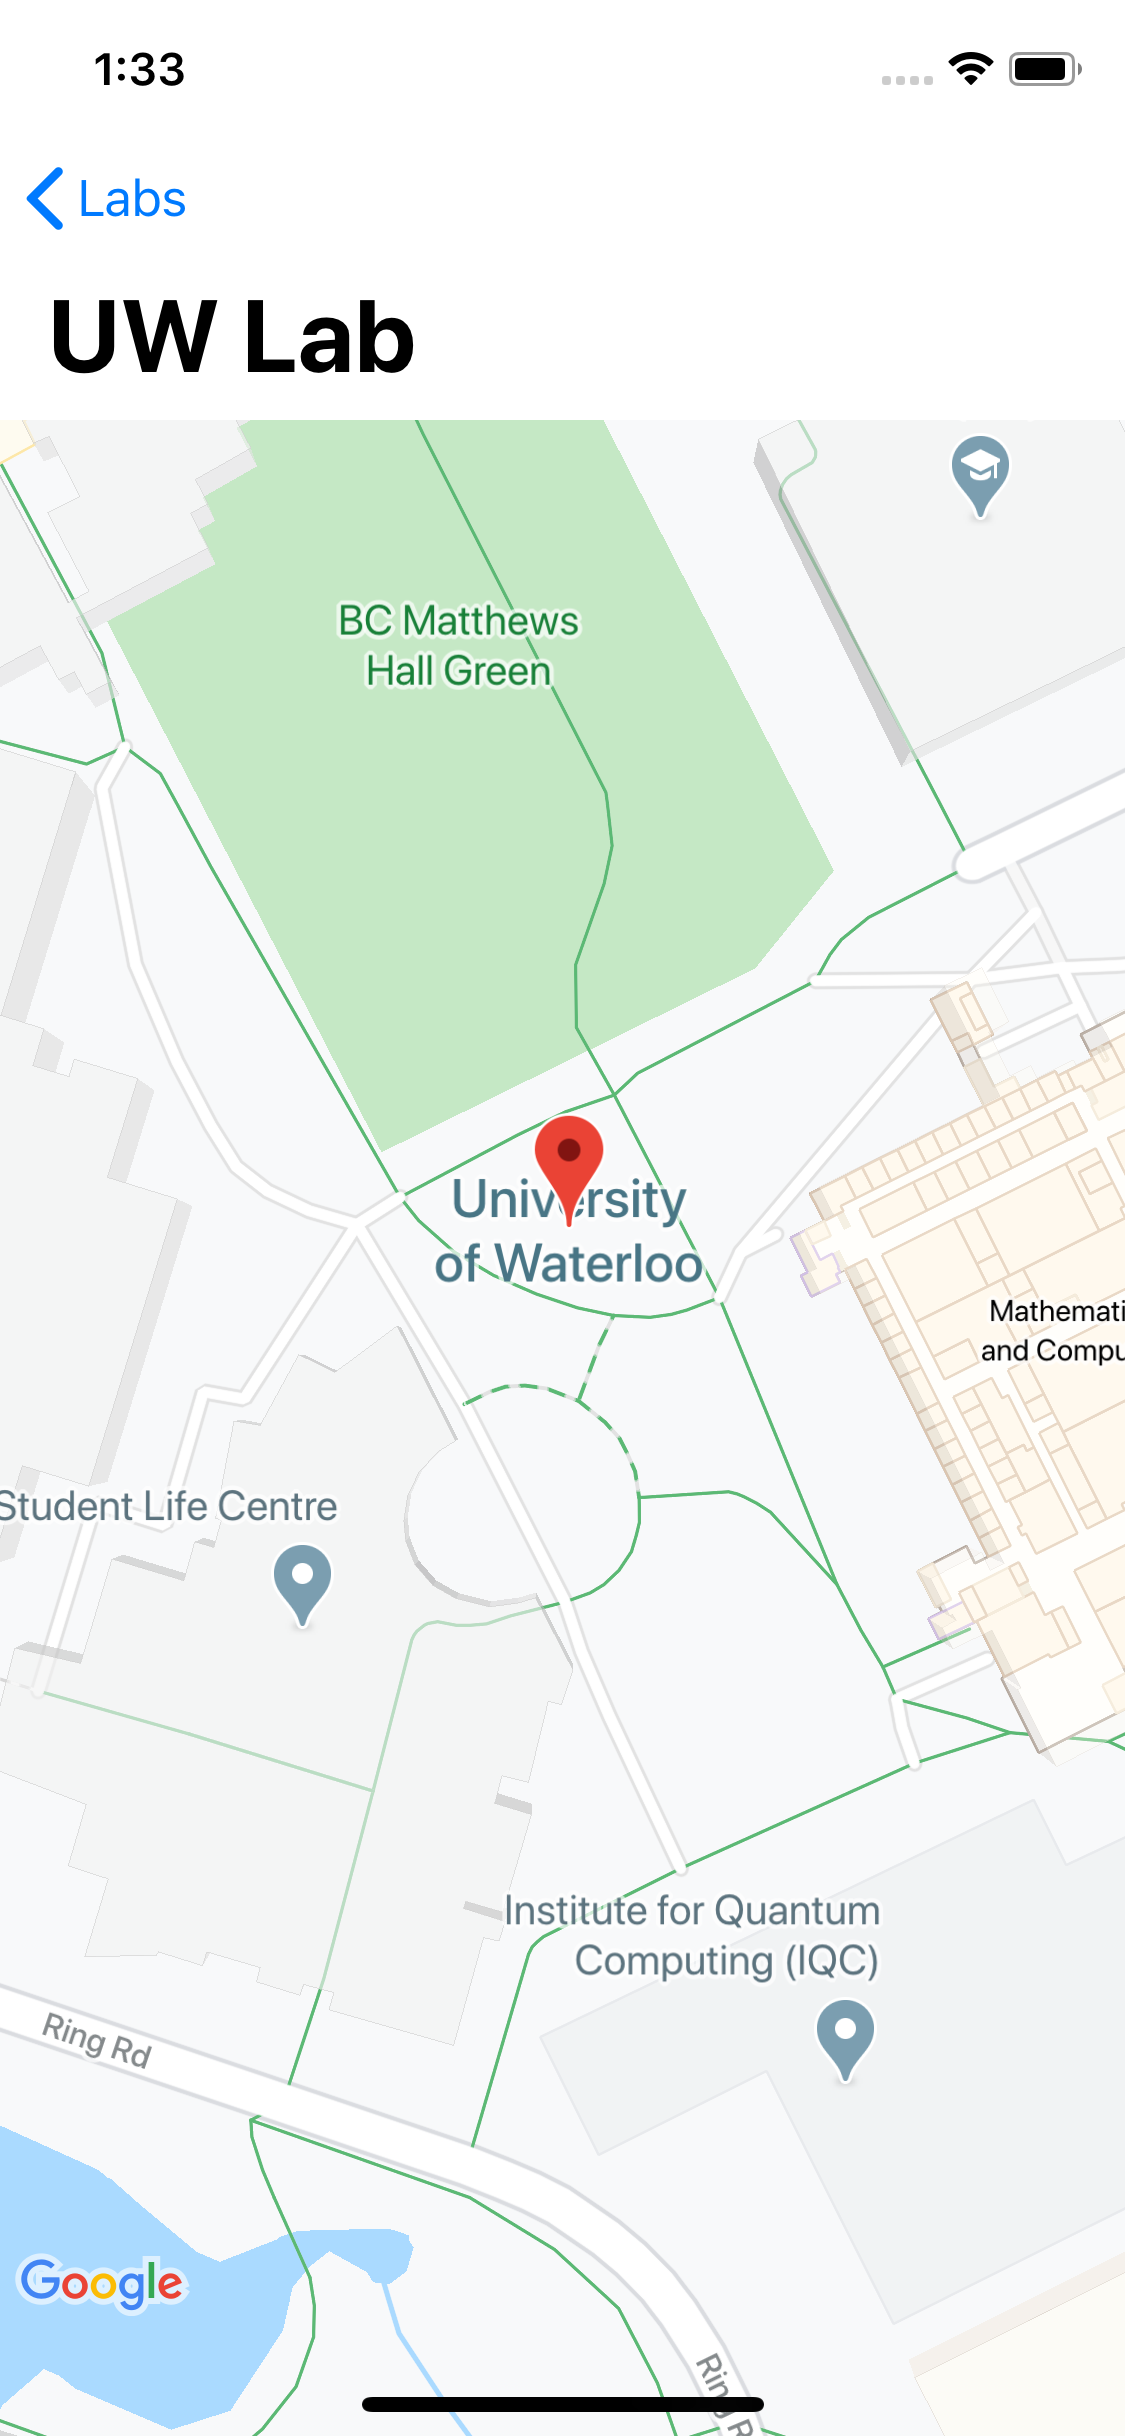 1:33
Labs
UW Lab
BC Matthews
Hall Green
University
of Waterloo
Mathemati
and Compu
Student Life Centre
Institute for Quantum
Computing (IQC)
Ring Rd
Google
Ring R